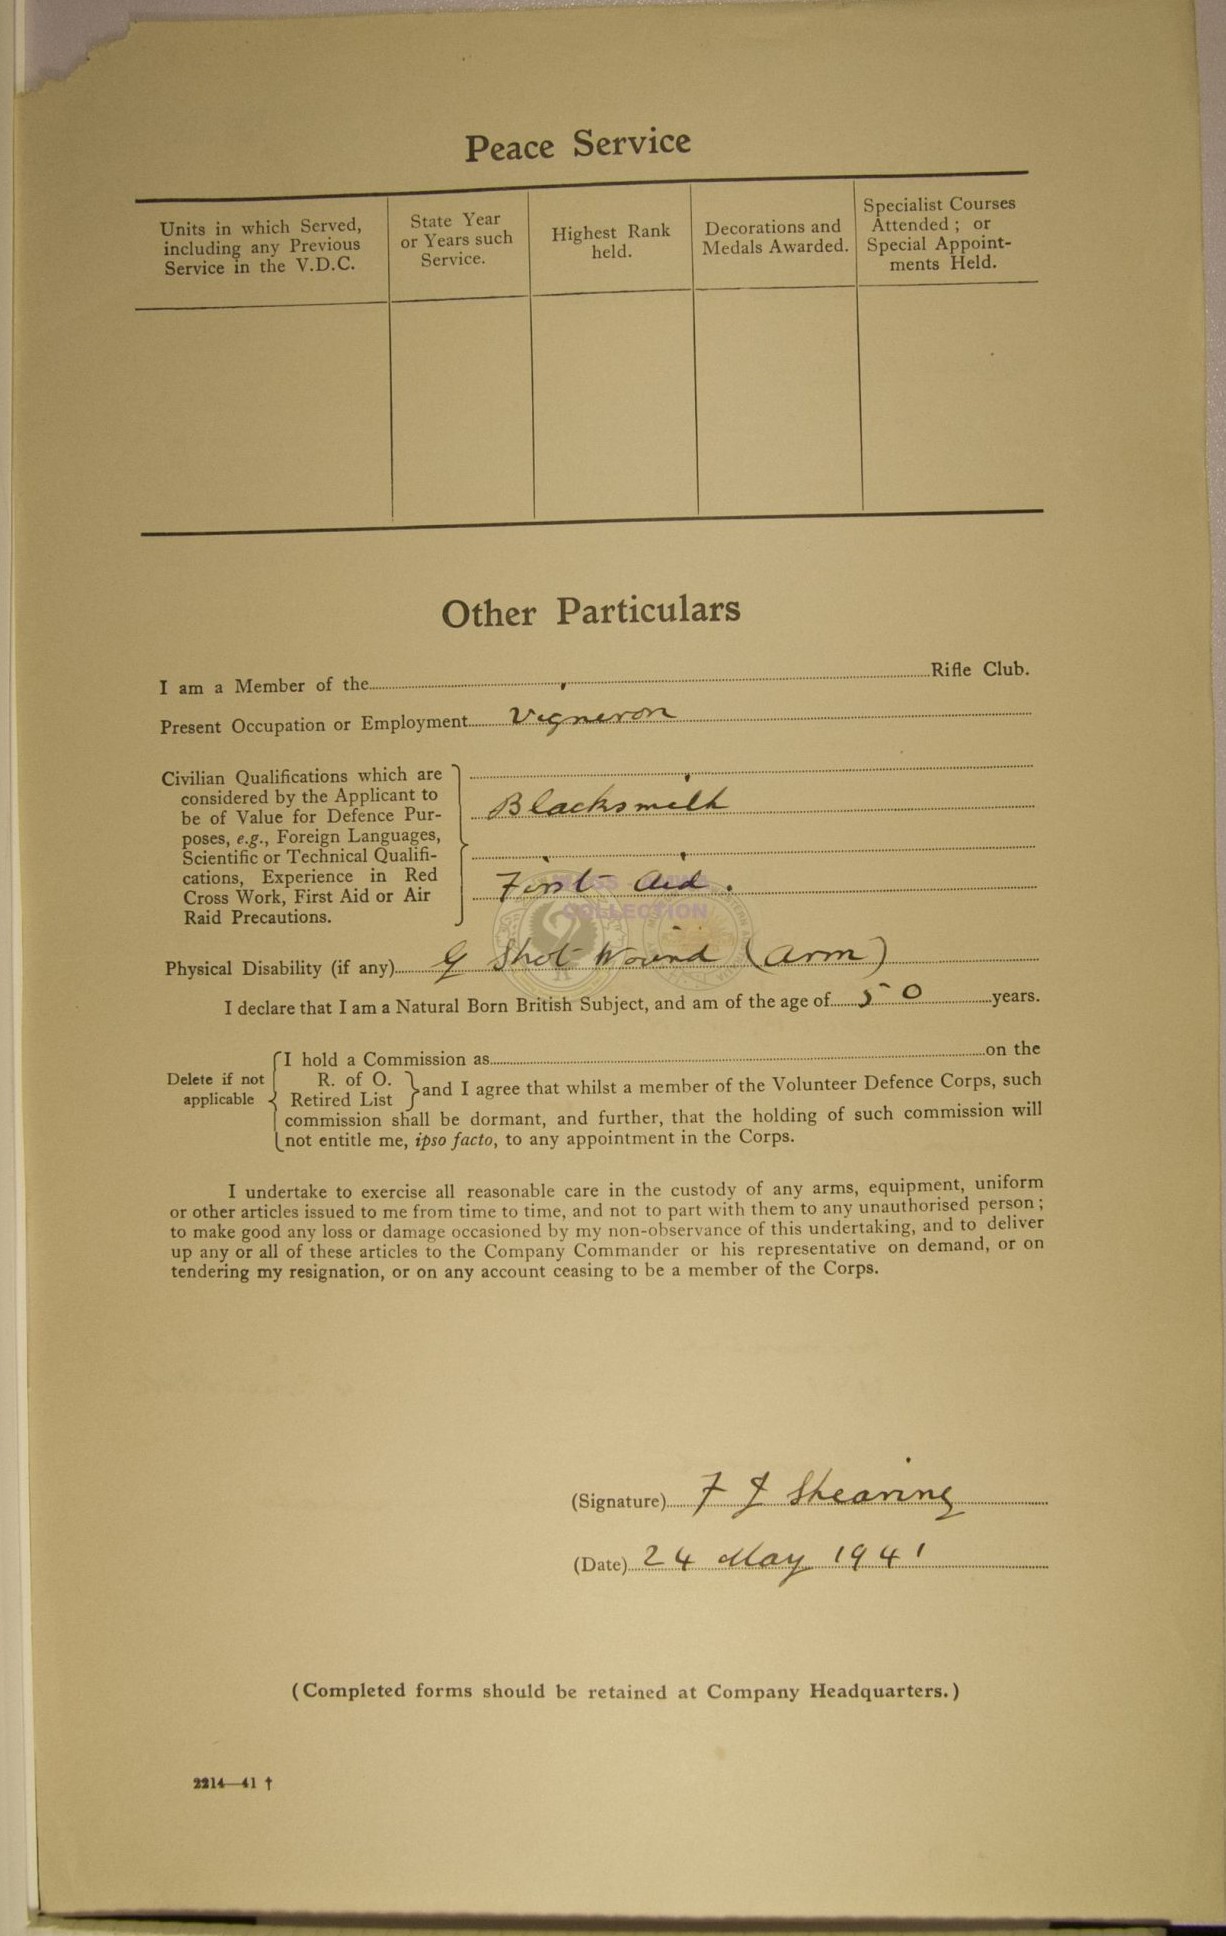 Peace Service
Units in which Served,
including any Previous
Service in the V.D.C.
State Year
or Years such
Service.
Highest Rank
held.
Decorations and
Medals Awarded.
Specialist Courses
Attended ; or
Special Appoint-
ments Held.
Other Particulars
I am a Member of the Rifle Club.
Present Occupation or Employment Vigneron
Civilian Qualifications which are
considered by the Applicant to
be of Value for Defence Pur-
poses, e.g., Foreign Languages,
Scientific or Technical Qualifi-
cations, Experience in Red
Cross Work, First Aid or Air
Raid Precautions.
Blacksmith
First Aid.
COLLECTION
Physical Disability (if any) G Shot Wound (Arm)
I declare that I am a Natural Born British Subject, and am of the age of 50 years.
Delete if not
applicable
I hold a Commission as on the
R. of O.
Retired List
and I agree that whilst a member of the Volunteer Defence Corps, such
commission shall be dormant, and further, that the holding of such commission will
not entitle me, ipso facto, to any appointment in the Corps.
I undertake to exercise all reasonable care in the custody of any arms, equipment, uniform
or other articles issued to me from time to time, and not to part with them to any unauthorised person ;
to make good any loss or damage occasioned by my non-observance of this undertaking, and to deliver
up any or all of these articles to the Company Commander or his representative on demand, or on
tendering my resignation, or on any account ceasing to be a member of the Corps.
(Signature) F J Shearing
(Date) 24 May 1941
(Completed forms should be retained at Company Headquarters.)
2214—41 †